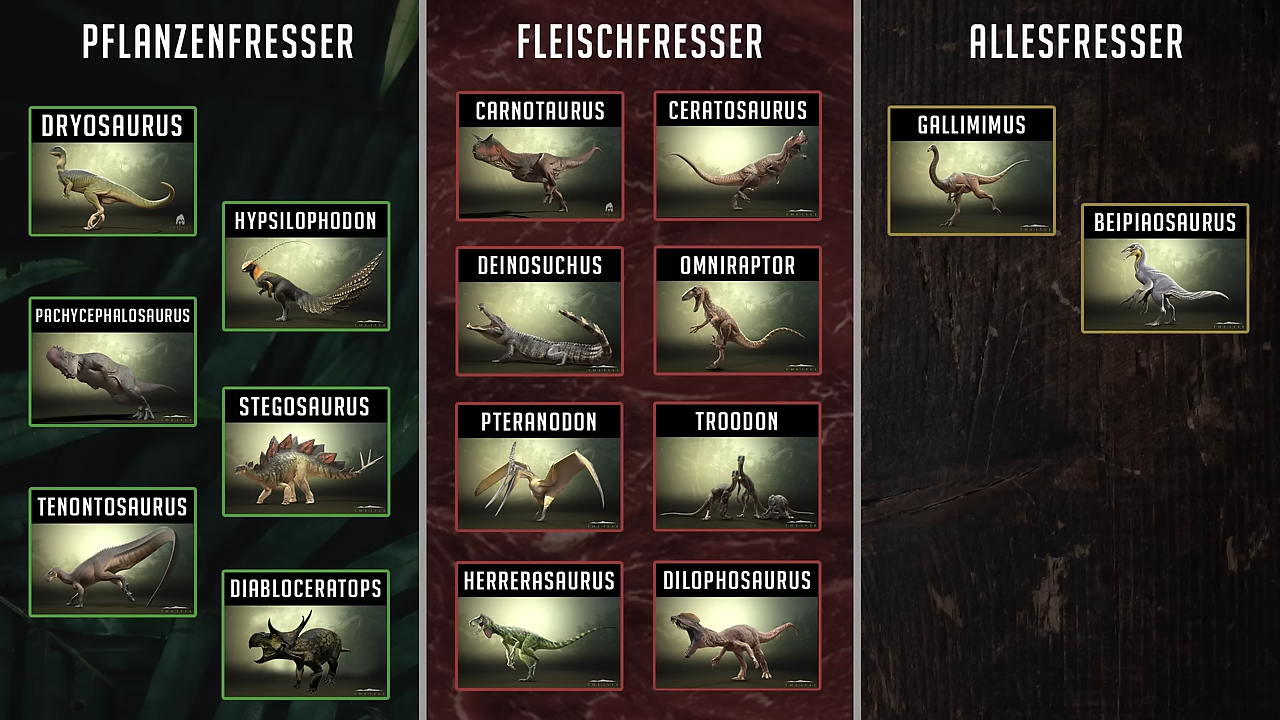 PFLANZENFRESSER
DRYOSAURUS
HYPSILOPHODON
PACHYCEPHALOSAURUS
STEGOSAURUS
TENONTOSAURUS
DIABLOCERATOPS
FLEISCHFRESSER
CARNOTAURUS
CERATOSAURUS
DEINOSUCHUS
OMNIRAPTOR
PTERANODON
TROODON
HERRERASAURUS
DILOPHOSAURUS
ALLESFRESSER
GALLIMIMUS
BEIPIAOSAURUS